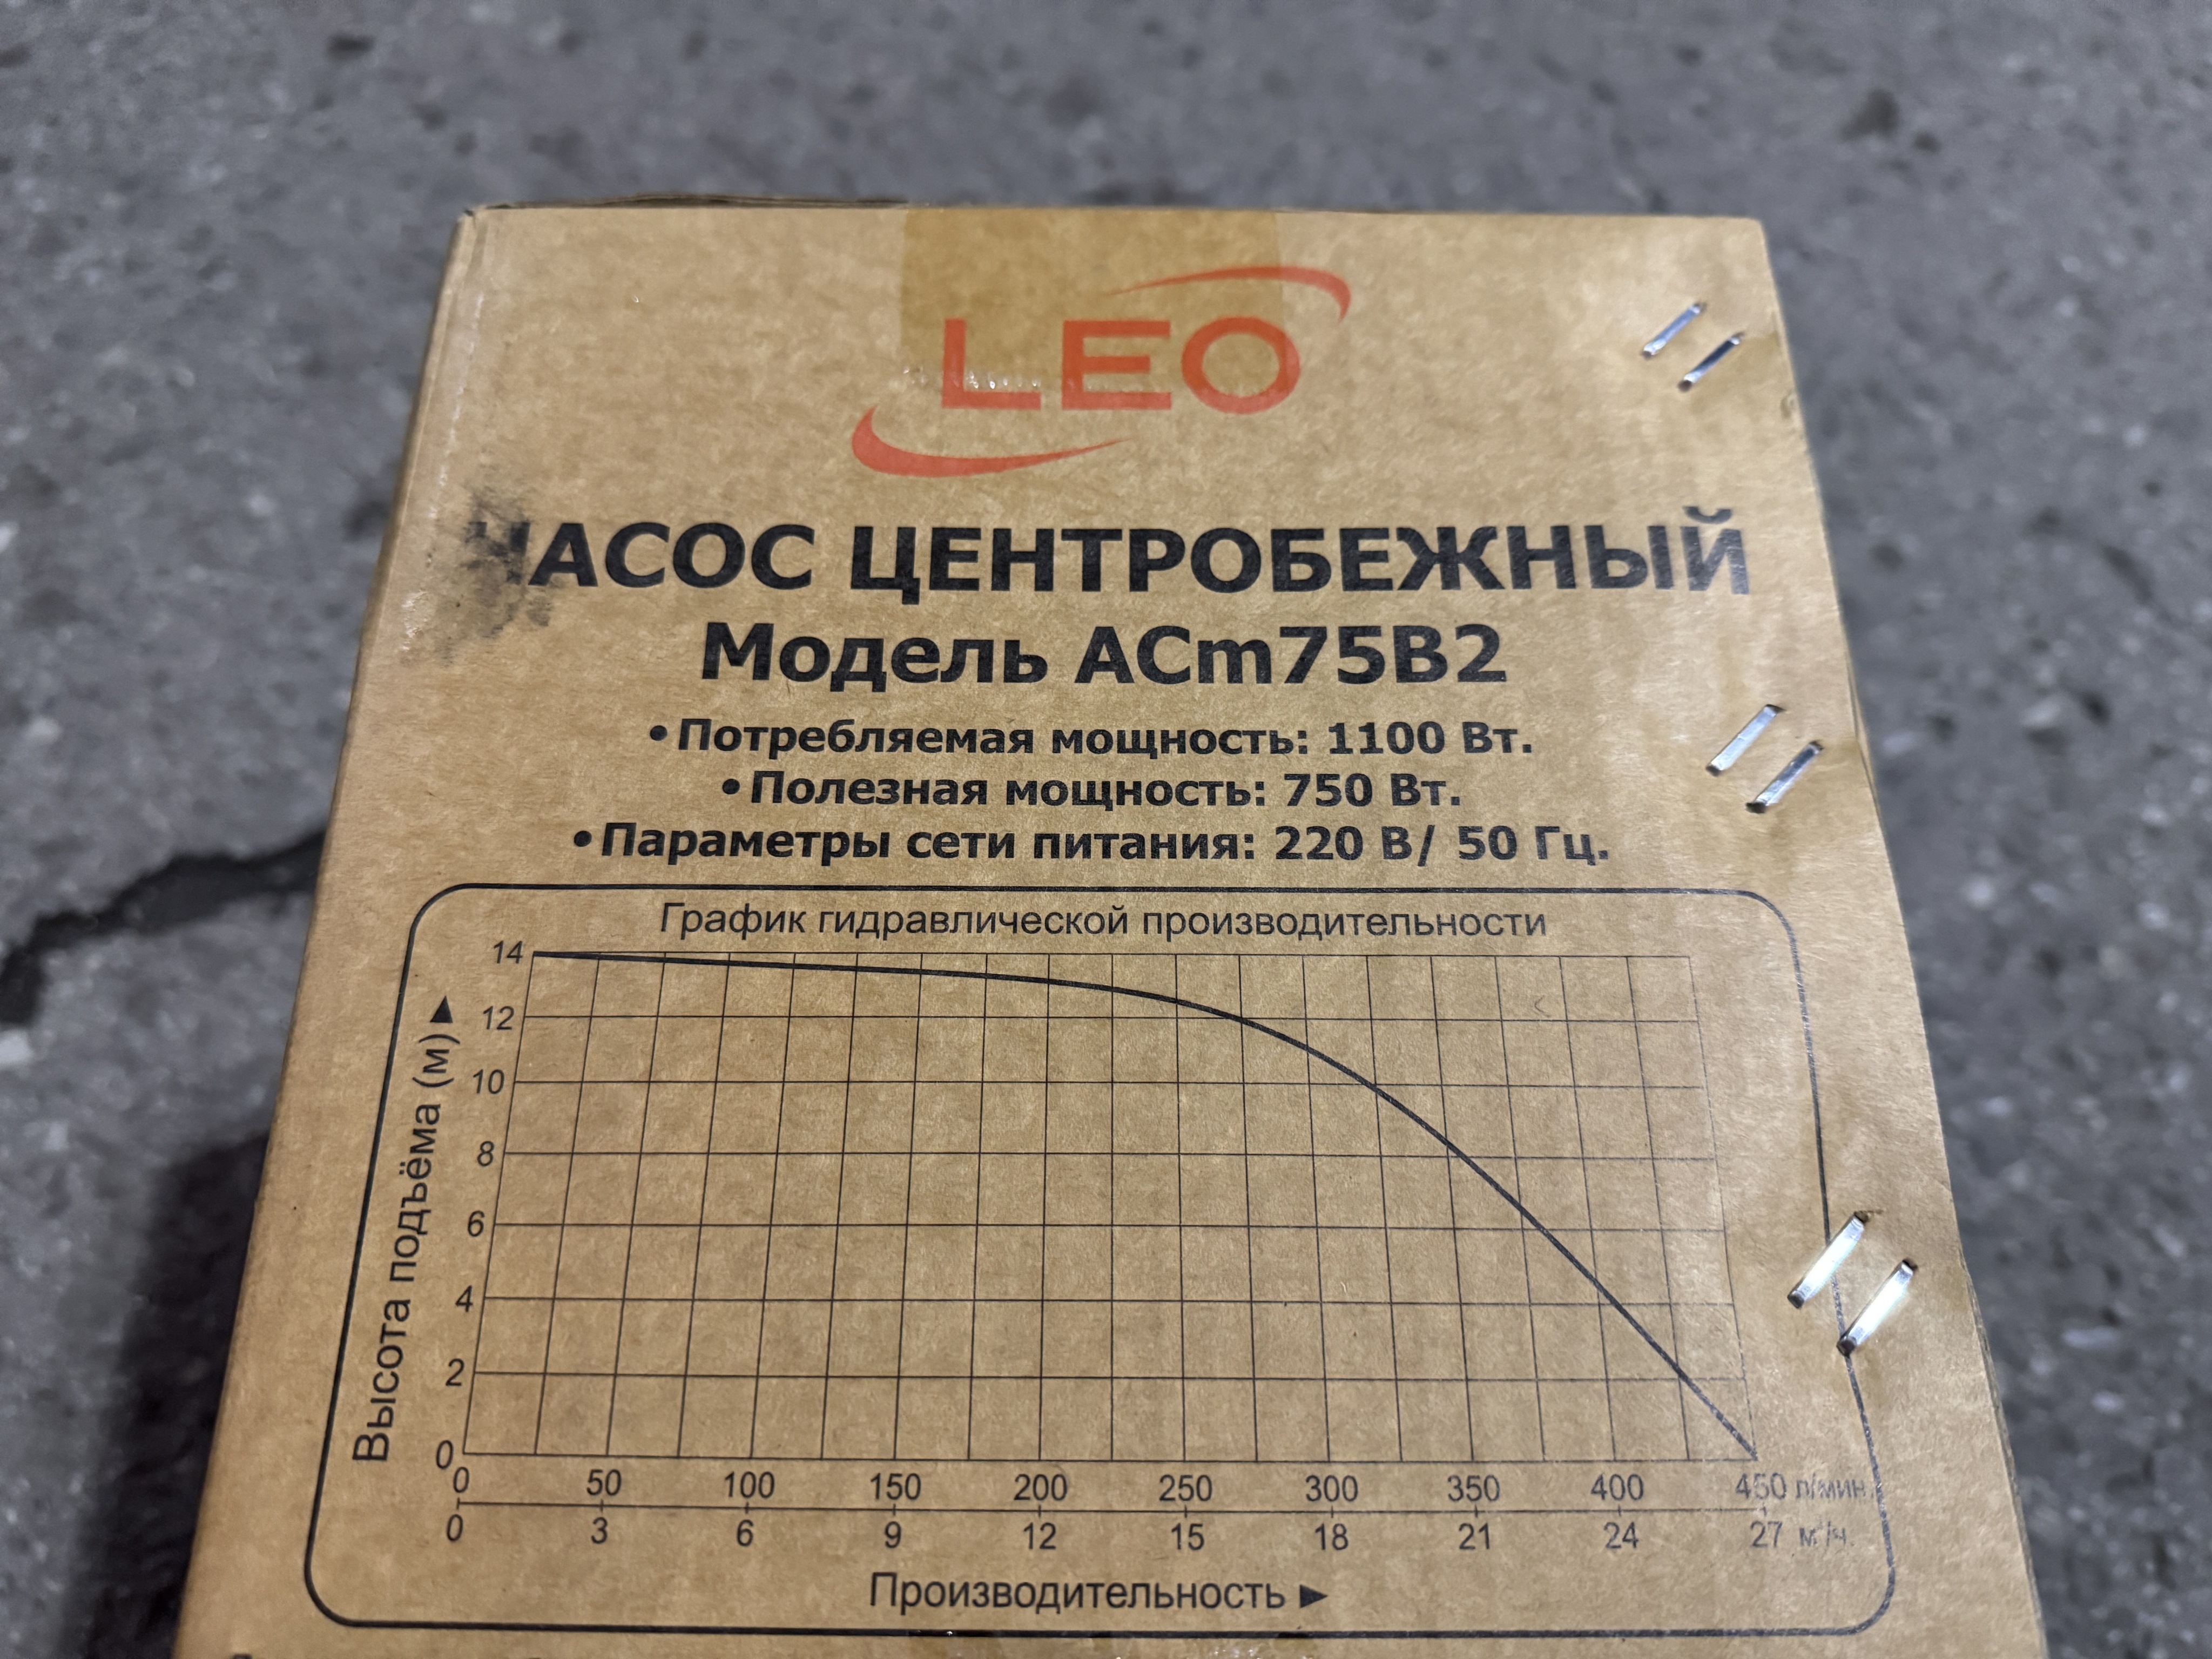 LEO
НАСОС ЦЕНТРОБЕЖНЫЙ
Модель ACm75B2
•Потребляемая мощность: 1100 Вт.
•Полезная мощность: 750 Вт.
•Параметры сети питания: 220 В/ 50 Гц.
График гидравлической производительности
Высота подъёма (м)►
14
12
10
8
6
4
2
0
0 50 100 150 200 250 300 350 400 450 л/мин.
0 3 6 9 12 15 18 21 24 27 м³/ч.
Производительность ►